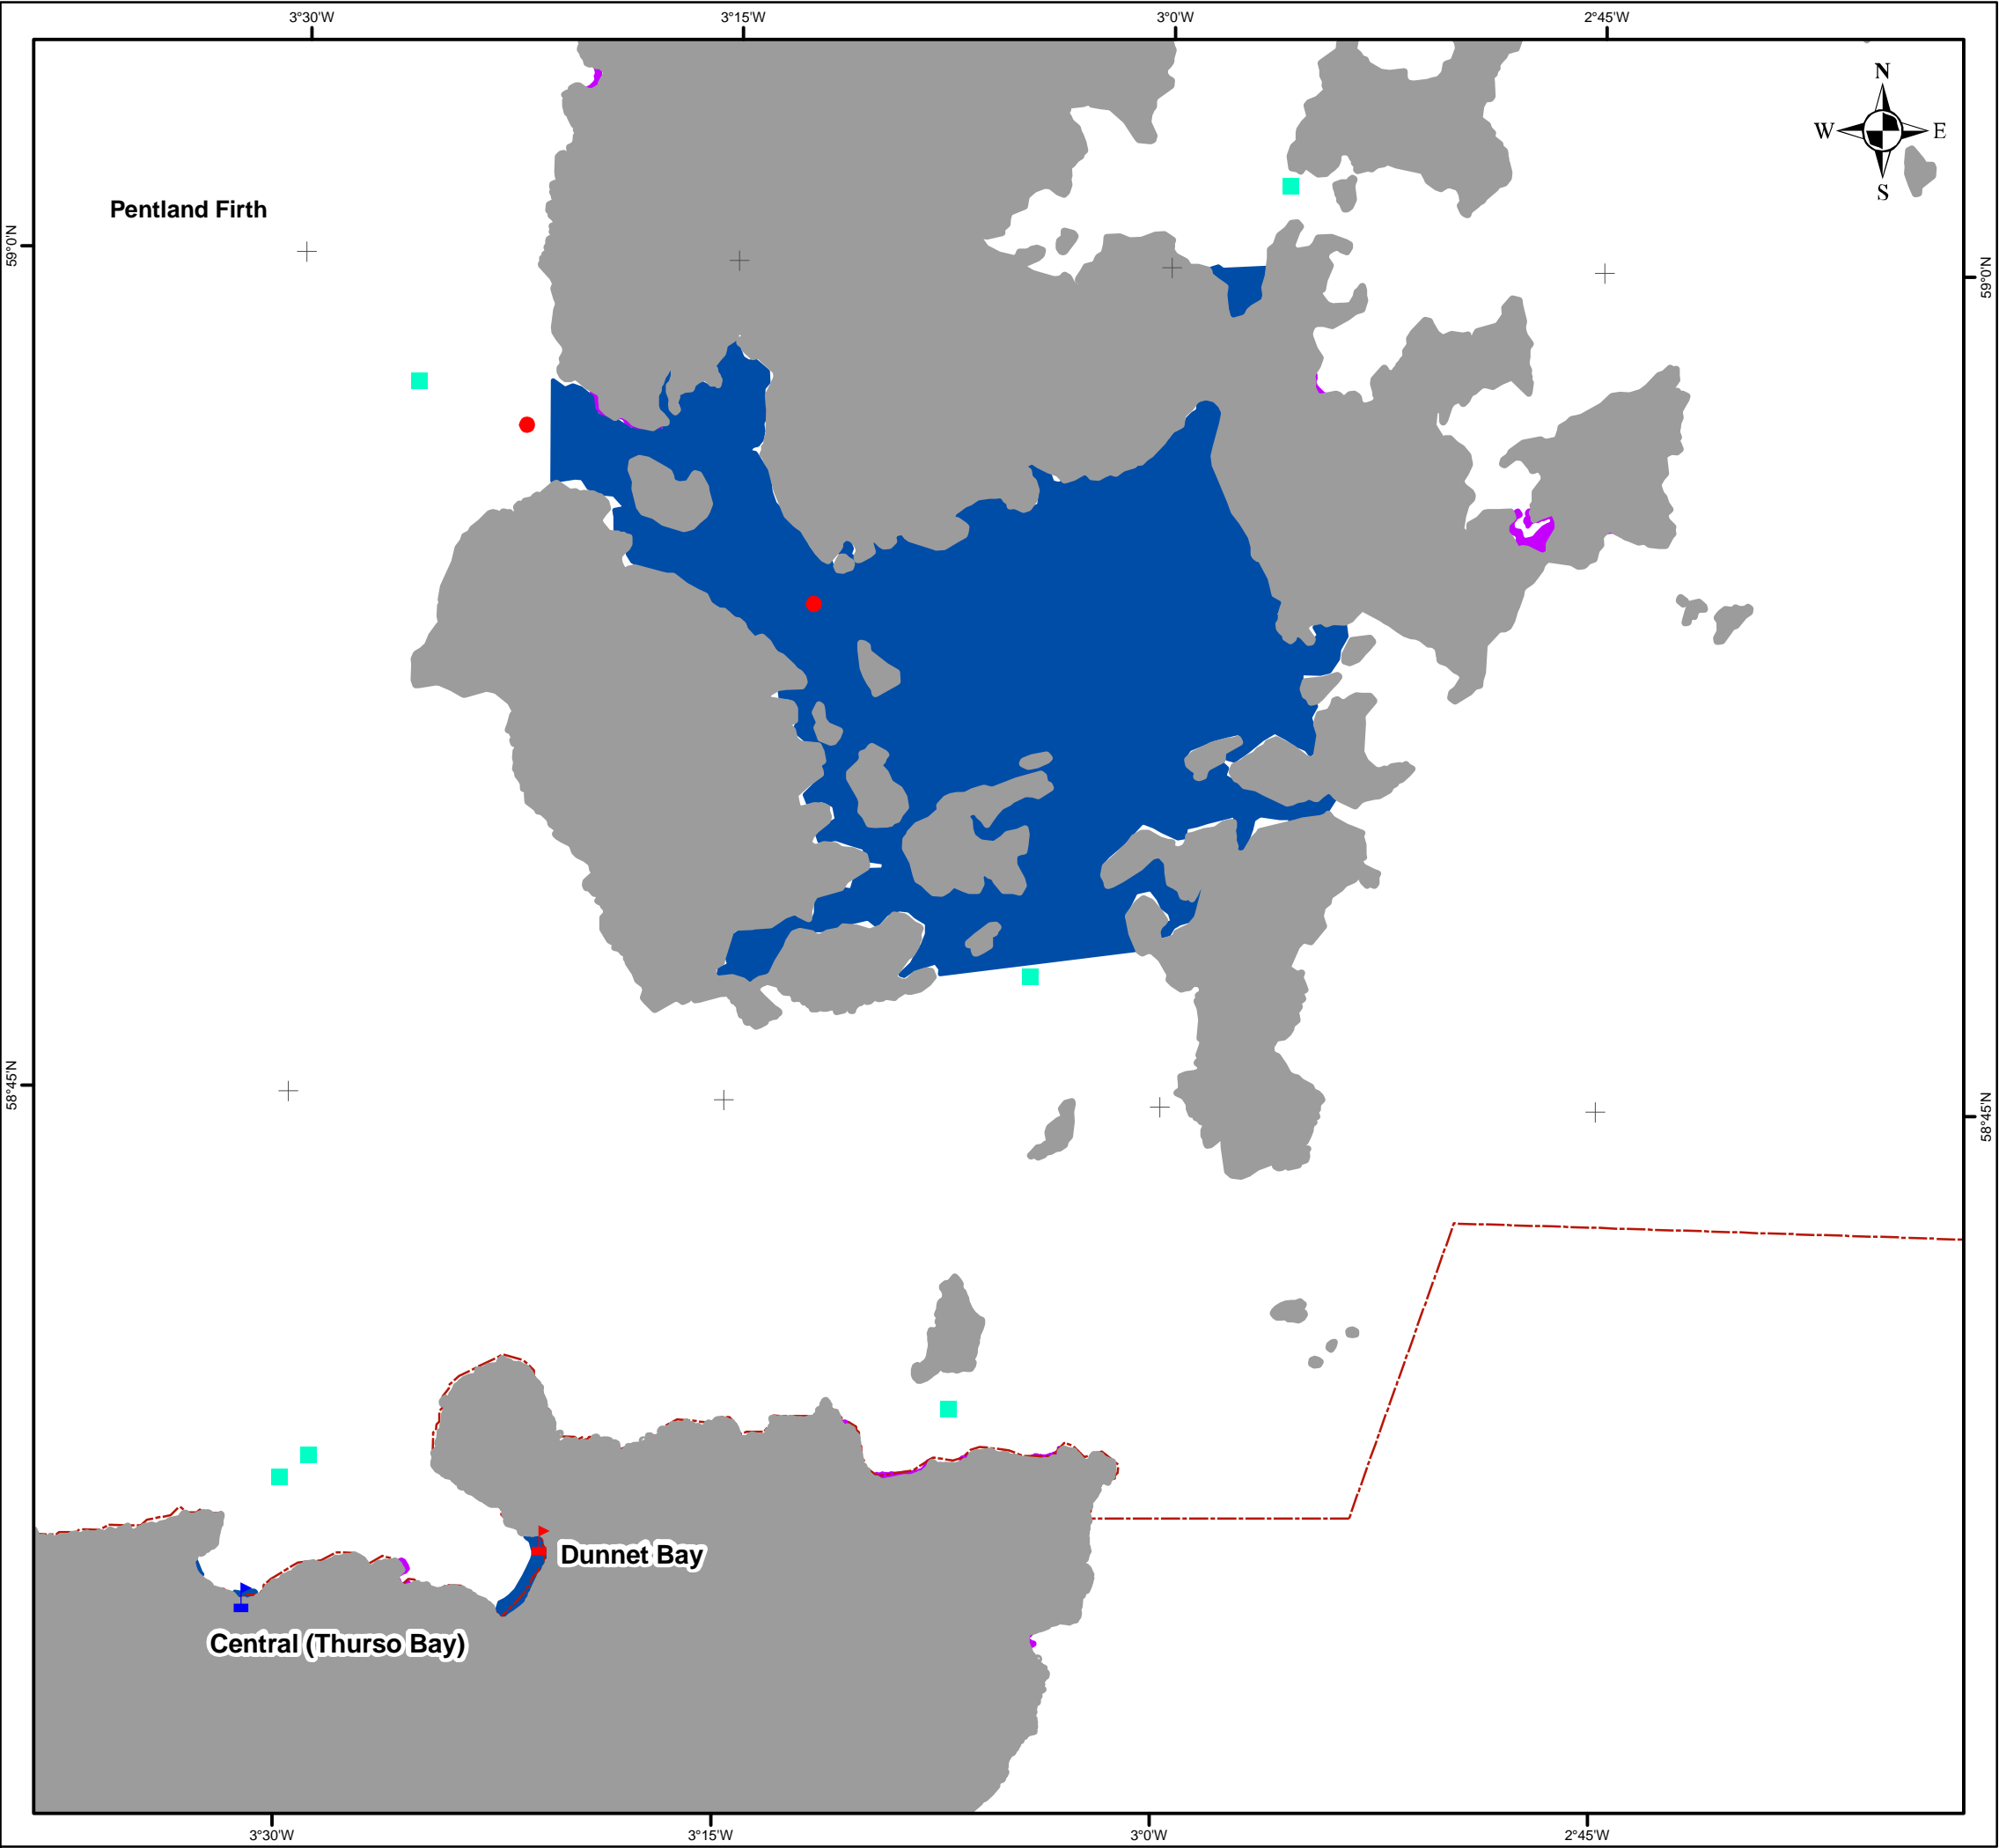 3°30'W 3°15'W 3°0'W 2°45'W
N
W E
S
Pentland Firth
59°0'N 59°0'N
58°45'N 58°45'N
Dunnet Bay
Central (Thurso Bay)
3°30'W 3°15'W 3°0'W 2°45'W